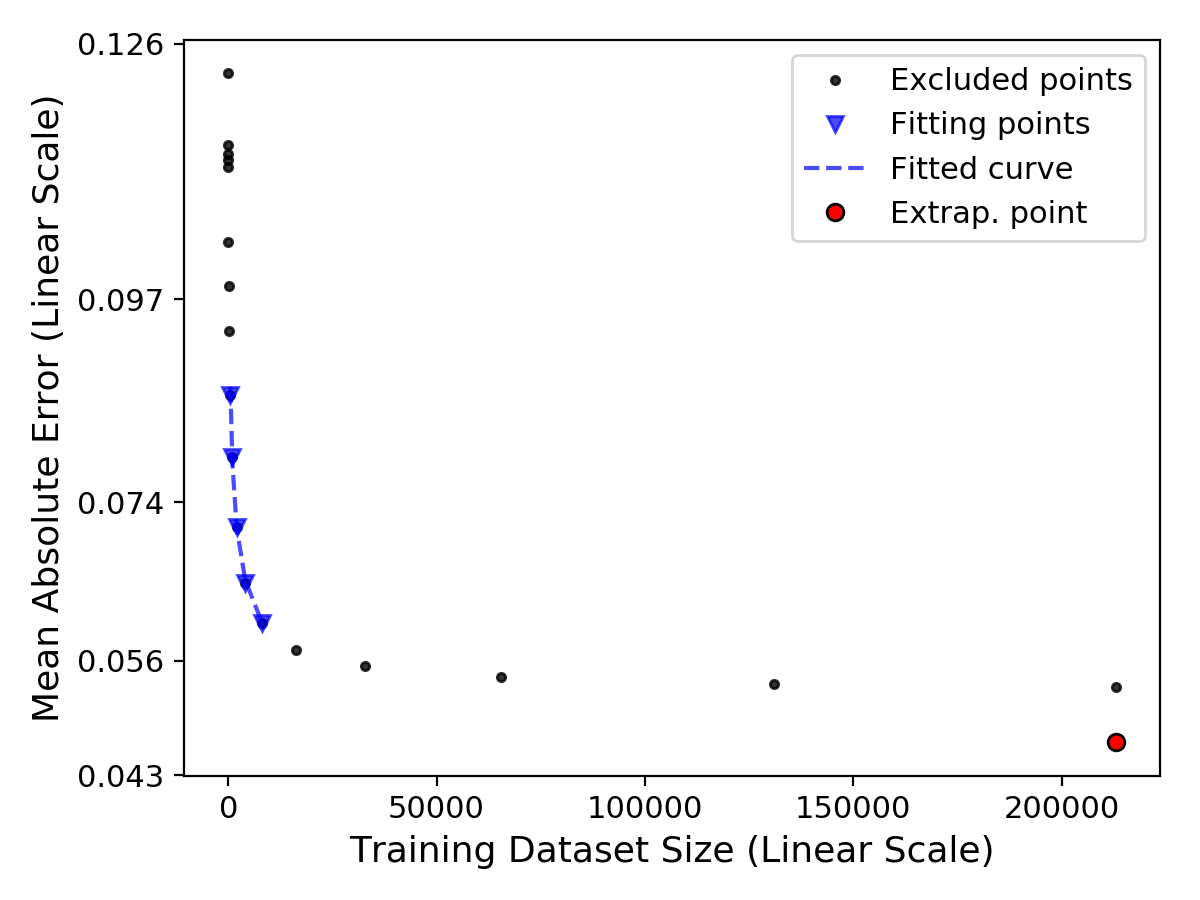 0.126
0.097
0.074
0.056
0.043
Mean Absolute Error (Linear Scale)
Excluded points
Fitting points
Fitted curve
Extrap. point
0
50000
100000
150000
200000
Training Dataset Size (Linear Scale)